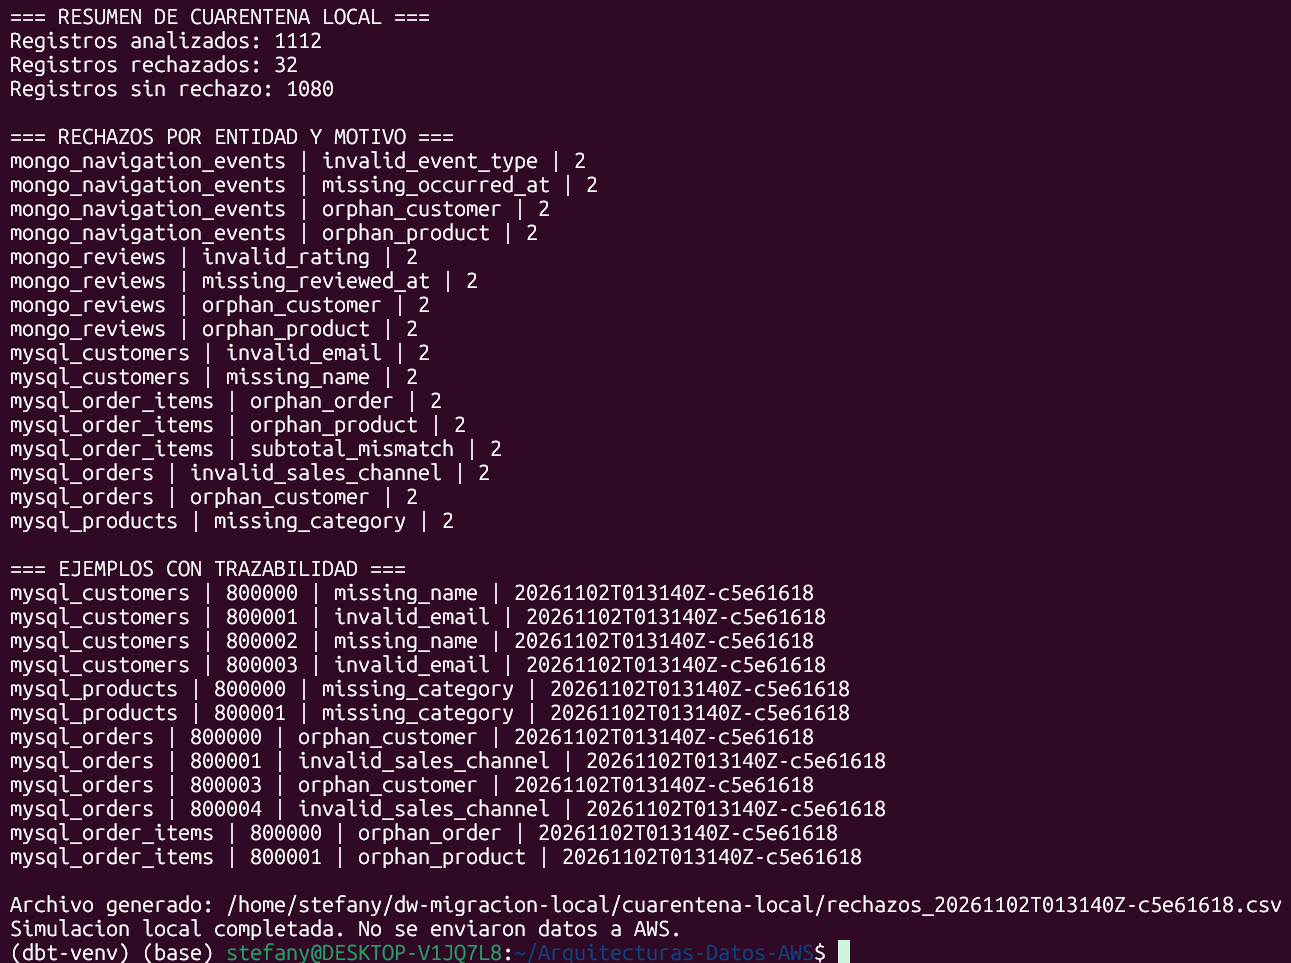 === RESUMEN DE CUARENTENA LOCAL ===
Registros analizados: 1112
Registros rechazados: 32
Registros sin rechazo: 1080

=== RECHAZOS POR ENTIDAD Y MOTIVO ===
mongo_navigation_events | invalid_event_type | 2
mongo_navigation_events | missing_occurred_at | 2
mongo_navigation_events | orphan_customer | 2
mongo_navigation_events | orphan_product | 2
mongo_reviews | invalid_rating | 2
mongo_reviews | missing_reviewed_at | 2
mongo_reviews | orphan_customer | 2
mongo_reviews | orphan_product | 2
mysql_customers | invalid_email | 2
mysql_customers | missing_name | 2
mysql_order_items | orphan_order | 2
mysql_order_items | orphan_product | 2
mysql_order_items | subtotal_mismatch | 2
mysql_orders | invalid_sales_channel | 2
mysql_orders | orphan_customer | 2
mysql_products | missing_category | 2

=== EJEMPLOS CON TRAZABILIDAD ===
mysql_customers | 800000 | missing_name | 20261102T013140Z-c5e61618
mysql_customers | 800001 | invalid_email | 20261102T013140Z-c5e61618
mysql_customers | 800002 | missing_name | 20261102T013140Z-c5e61618
mysql_customers | 800003 | invalid_email | 20261102T013140Z-c5e61618
mysql_products | 800000 | missing_category | 20261102T013140Z-c5e61618
mysql_products | 800001 | missing_category | 20261102T013140Z-c5e61618
mysql_orders | 800000 | orphan_customer | 20261102T013140Z-c5e61618
mysql_orders | 800001 | invalid_sales_channel | 20261102T013140Z-c5e61618
mysql_orders | 800003 | orphan_customer | 20261102T013140Z-c5e61618
mysql_orders | 800004 | invalid_sales_channel | 20261102T013140Z-c5e61618
mysql_order_items | 800000 | orphan_order | 20261102T013140Z-c5e61618
mysql_order_items | 800001 | orphan_product | 20261102T013140Z-c5e61618

Archivo generado: /home/stefany/dw-migracion-local/cuarentena-local/rechazos_20261102T013140Z-c5e61618.csv
Simulacion local completada. No se enviaron datos a AWS.
(dbt-venv) (base) stefany@DESKTOP-V1JQ7L8:~/Arquitecturas-Datos-AWS$